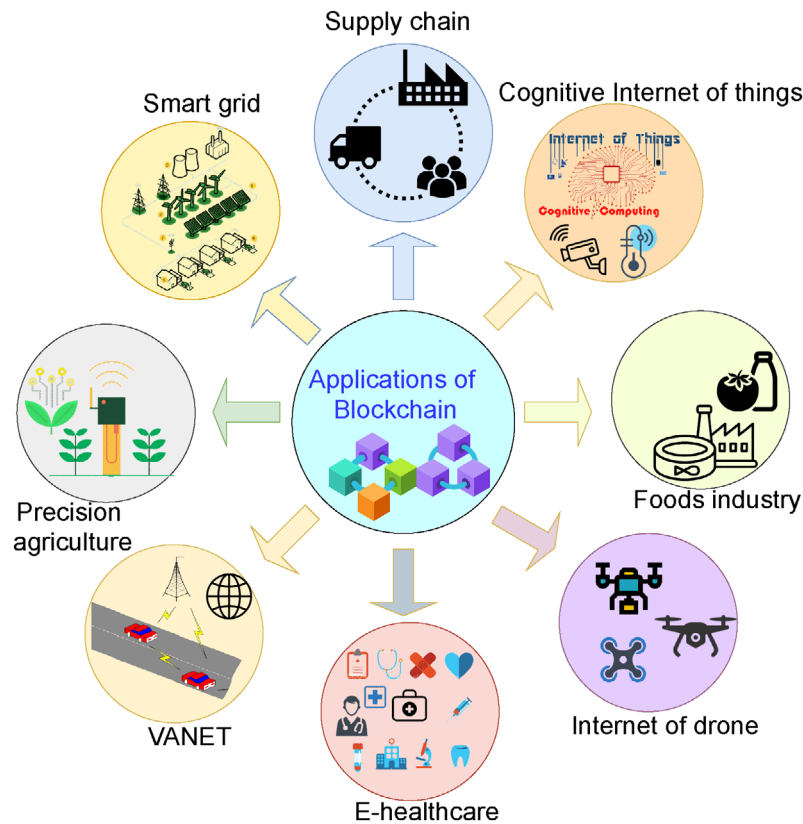 Supply chain
Smart grid
Cognitive Internet of things
Internet of Things
Cognitive Computing
Applications of
Blockchain
Precision
agriculture
Foods industry
VANET
Internet of drone
E-healthcare